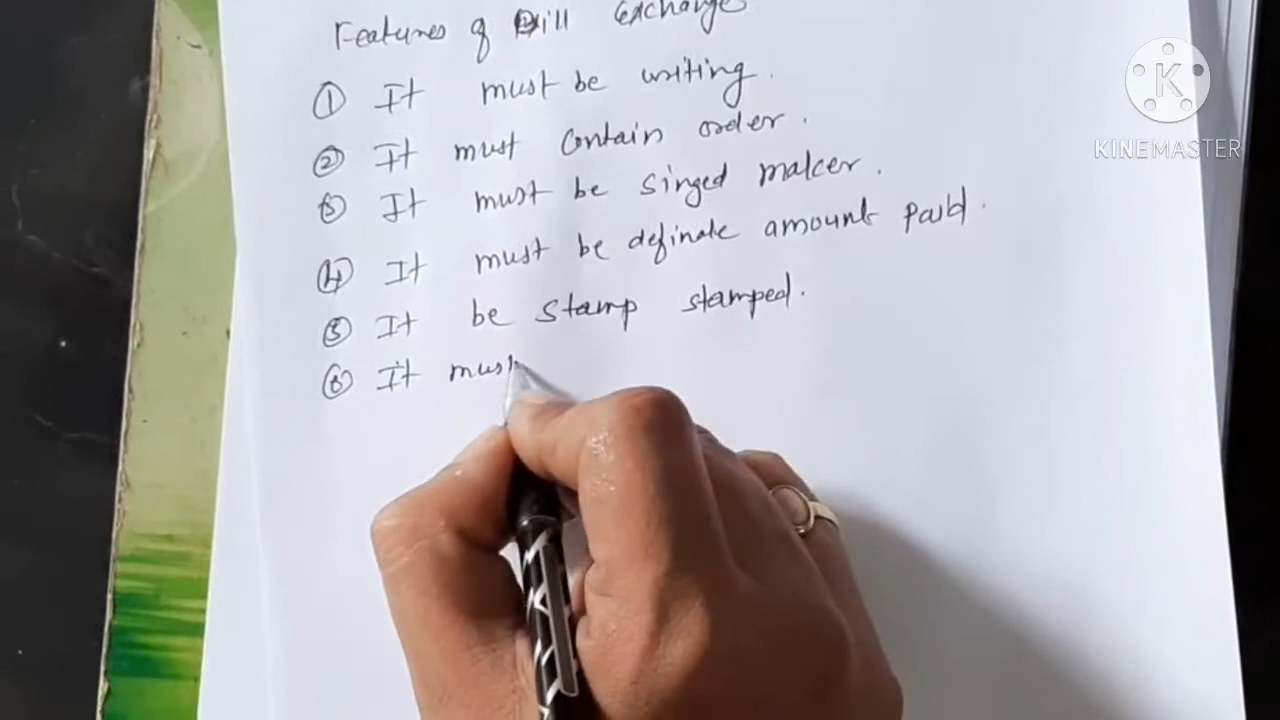 Features of Bill Exchange
① It must be writing.
② It must contain order.
③ It must be singed maker.
④ It must be definate amount paid.
⑤ It be stamp stamped.
⑥ It must
K
KINEMASTER